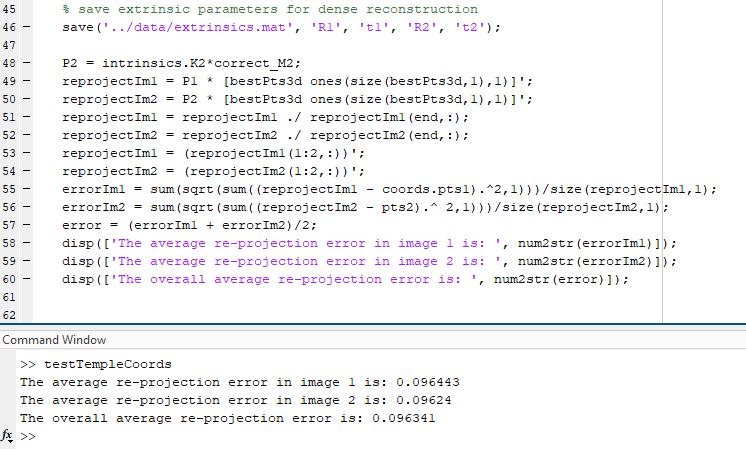 45 % save extrinsic parameters for dense reconstruction
46 – save('../data/extrinsics.mat', 'R1', 't1', 'R2', 't2');
47
48 – P2 = intrinsics.K2*correct_M2;
49 – reprojectIm1 = P1 * [bestPts3d ones(size(bestPts3d,1),1)]';
50 – reprojectIm2 = P2 * [bestPts3d ones(size(bestPts3d,1),1)]';
51 – reprojectIm1 = reprojectIm1 ./ reprojectIm1(end,:);
52 – reprojectIm2 = reprojectIm2 ./ reprojectIm2(end,:);
53 – reprojectIm1 = (reprojectIm1(1:2,:))';
54 – reprojectIm2 = (reprojectIm2(1:2,:))';
55 – errorIm1 = sum(sqrt(sum((reprojectIm1 - coords.pts1).^2,1)))/size(reprojectIm1,1);
56 – errorIm2 = sum(sqrt(sum((reprojectIm2 - pts2).^ 2,1)))/size(reprojectIm2,1);
57 – error = (errorIm1 + errorIm2)/2;
58 – disp(['The average re-projection error in image 1 is: ', num2str(errorIm1)]);
59 – disp(['The average re-projection error in image 2 is: ', num2str(errorIm2)]);
60 – disp(['The overall average re-projection error is: ', num2str(error)]);
61
62
Command Window
>> testTempleCoords
The average re-projection error in image 1 is: 0.096443
The average re-projection error in image 2 is: 0.09624
The overall average re-projection error is: 0.096341
fx >>